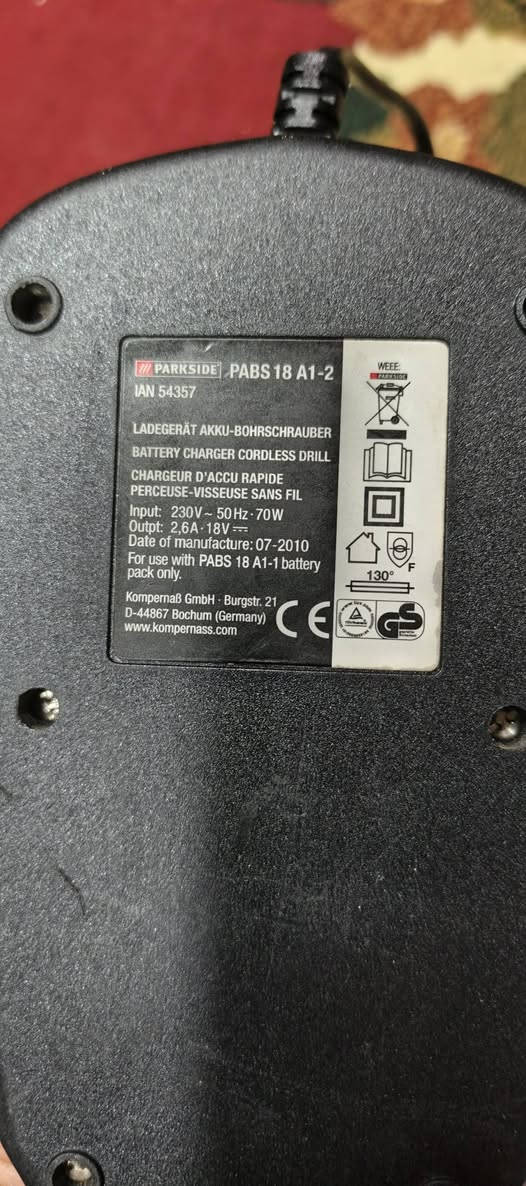 PARKSIDE PABS 18 A1-2
IAN 54357
LADEGERÄT AKKU-BOHRSCHRAUBER
BATTERY CHARGER CORDLESS DRILL
CHARGEUR D'ACCU RAPIDE
PERCEUSE-VISSEUSE SANS FIL
Input: 230V ~ 50Hz · 70W
Outpt: 2,6A · 18V ⎓
Date of manufacture: 07-2010
For use with PABS 18 A1-1 battery
pack only.
Kompernaß GmbH · Burgstr. 21
D-44867 Bochum (Germany)
www.kompernass.com
CE
WEEE:
PARKSIDE
F
130°
GS